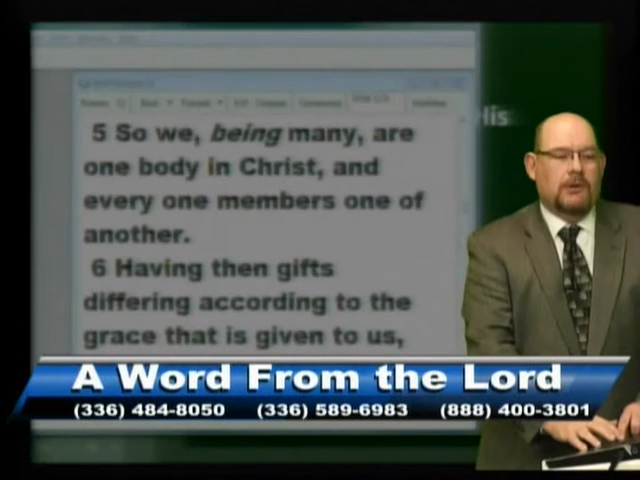 His
5 So we, being many, are
one body in Christ, and
every one members one of
another.
6 Having then gifts
differing according to the
grace that is given to us,
A Word From the Lord
(336) 484-8050 (336) 589-6983 (888) 400-3801